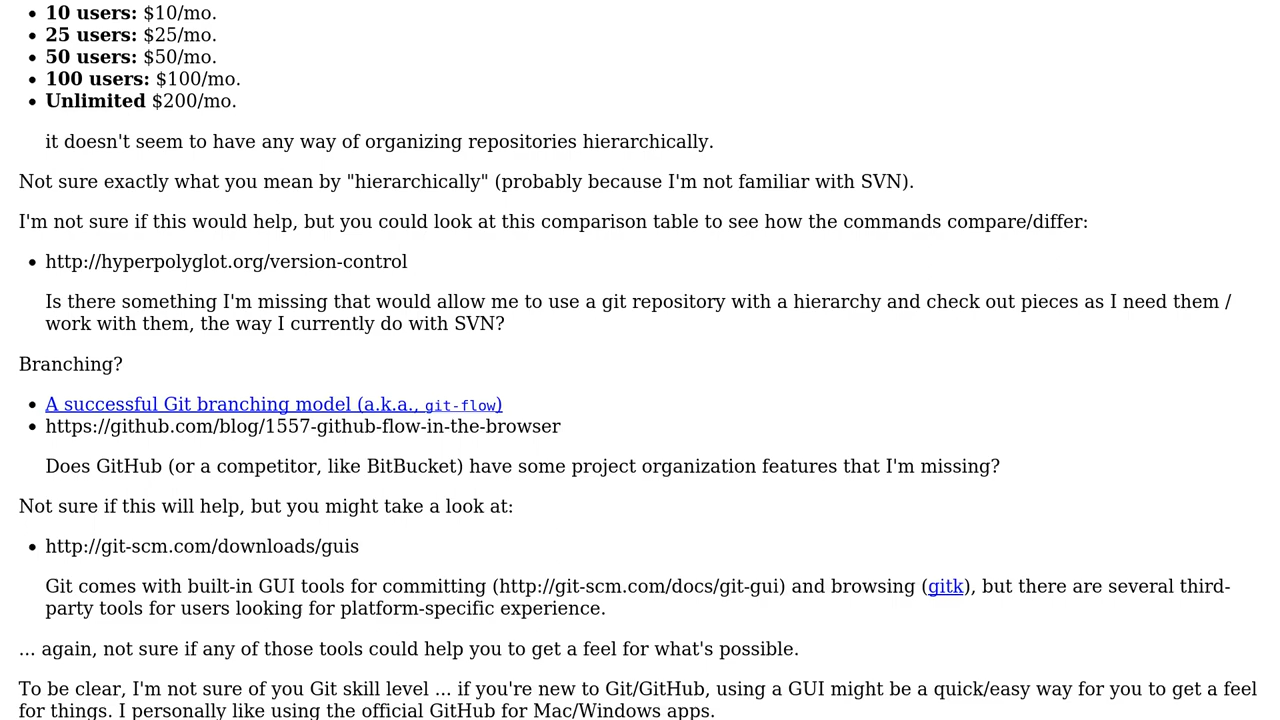 10 users: $10/mo.
25 users: $25/mo.
50 users: $50/mo.
100 users: $100/mo.
Unlimited $200/mo.
it doesn't seem to have any way of organizing repositories hierarchically.
Not sure exactly what you mean by "hierarchically" (probably because I'm not familiar with SVN).
I'm not sure if this would help, but you could look at this comparison table to see how the commands compare/differ:
http://hyperpolyglot.org/version-control
Is there something I'm missing that would allow me to use a git repository with a hierarchy and check out pieces as I need them /
work with them, the way I currently do with SVN?
Branching?
A successful Git branching model (a.k.a., git-flow)
https://github.com/blog/1557-github-flow-in-the-browser
Does GitHub (or a competitor, like BitBucket) have some project organization features that I'm missing?
Not sure if this will help, but you might take a look at:
http://git-scm.com/downloads/guis
Git comes with built-in GUI tools for committing (http://git-scm.com/docs/git-gui) and browsing (gitk), but there are several third-
party tools for users looking for platform-specific experience.
... again, not sure if any of those tools could help you to get a feel for what's possible.
To be clear, I'm not sure of you Git skill level ... if you're new to Git/GitHub, using a GUI might be a quick/easy way for you to get a feel
for things. I personally like using the official GitHub for Mac/Windows apps.